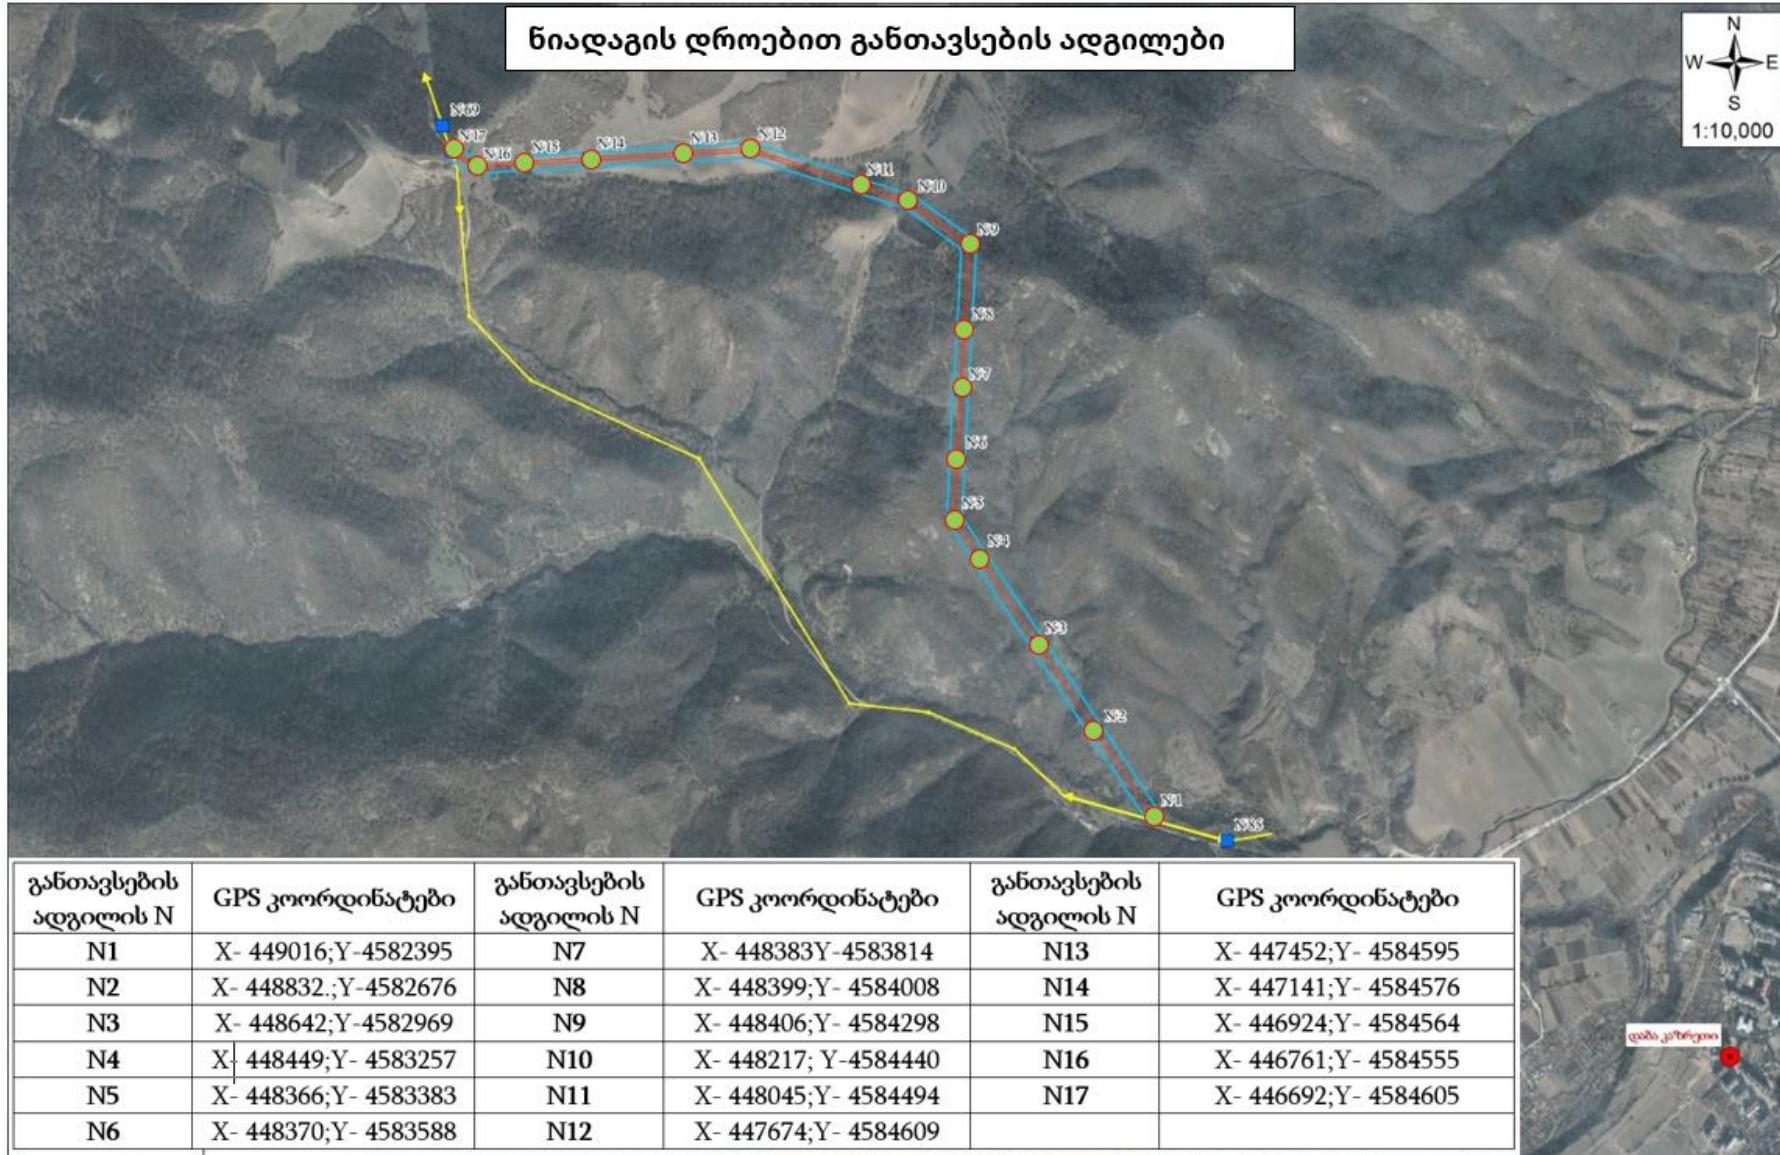 ნიადაგის დროებით განთავსების ადგილები
N
W E
S
1:10,000
N69
N17
N16
N15
N14
N13
N12
N11
N10
N9
N8
N7
N6
N5
N4
N3
N2
N1
N85
დაბა კაზრეთი
განთავსების ადგილის N GPS კოორდინატები განთავსების ადგილის N GPS კოორდინატები განთავსების ადგილის N GPS კოორდინატები
N1 X- 449016;Y-4582395 N7 X- 448383Y-4583814 N13 X- 447452;Y- 4584595
N2 X- 448832.;Y-4582676 N8 X- 448399;Y- 4584008 N14 X- 447141;Y- 4584576
N3 X- 448642;Y-4582969 N9 X- 448406;Y- 4584298 N15 X- 446924;Y- 4584564
N4 X- 448449;Y- 4583257 N10 X- 448217; Y-4584440 N16 X- 446761;Y- 4584555
N5 X- 448366;Y- 4583383 N11 X- 448045;Y- 4584494 N17 X- 446692;Y- 4584605
N6 X- 448370;Y- 4583588 N12 X- 447674;Y- 4584609